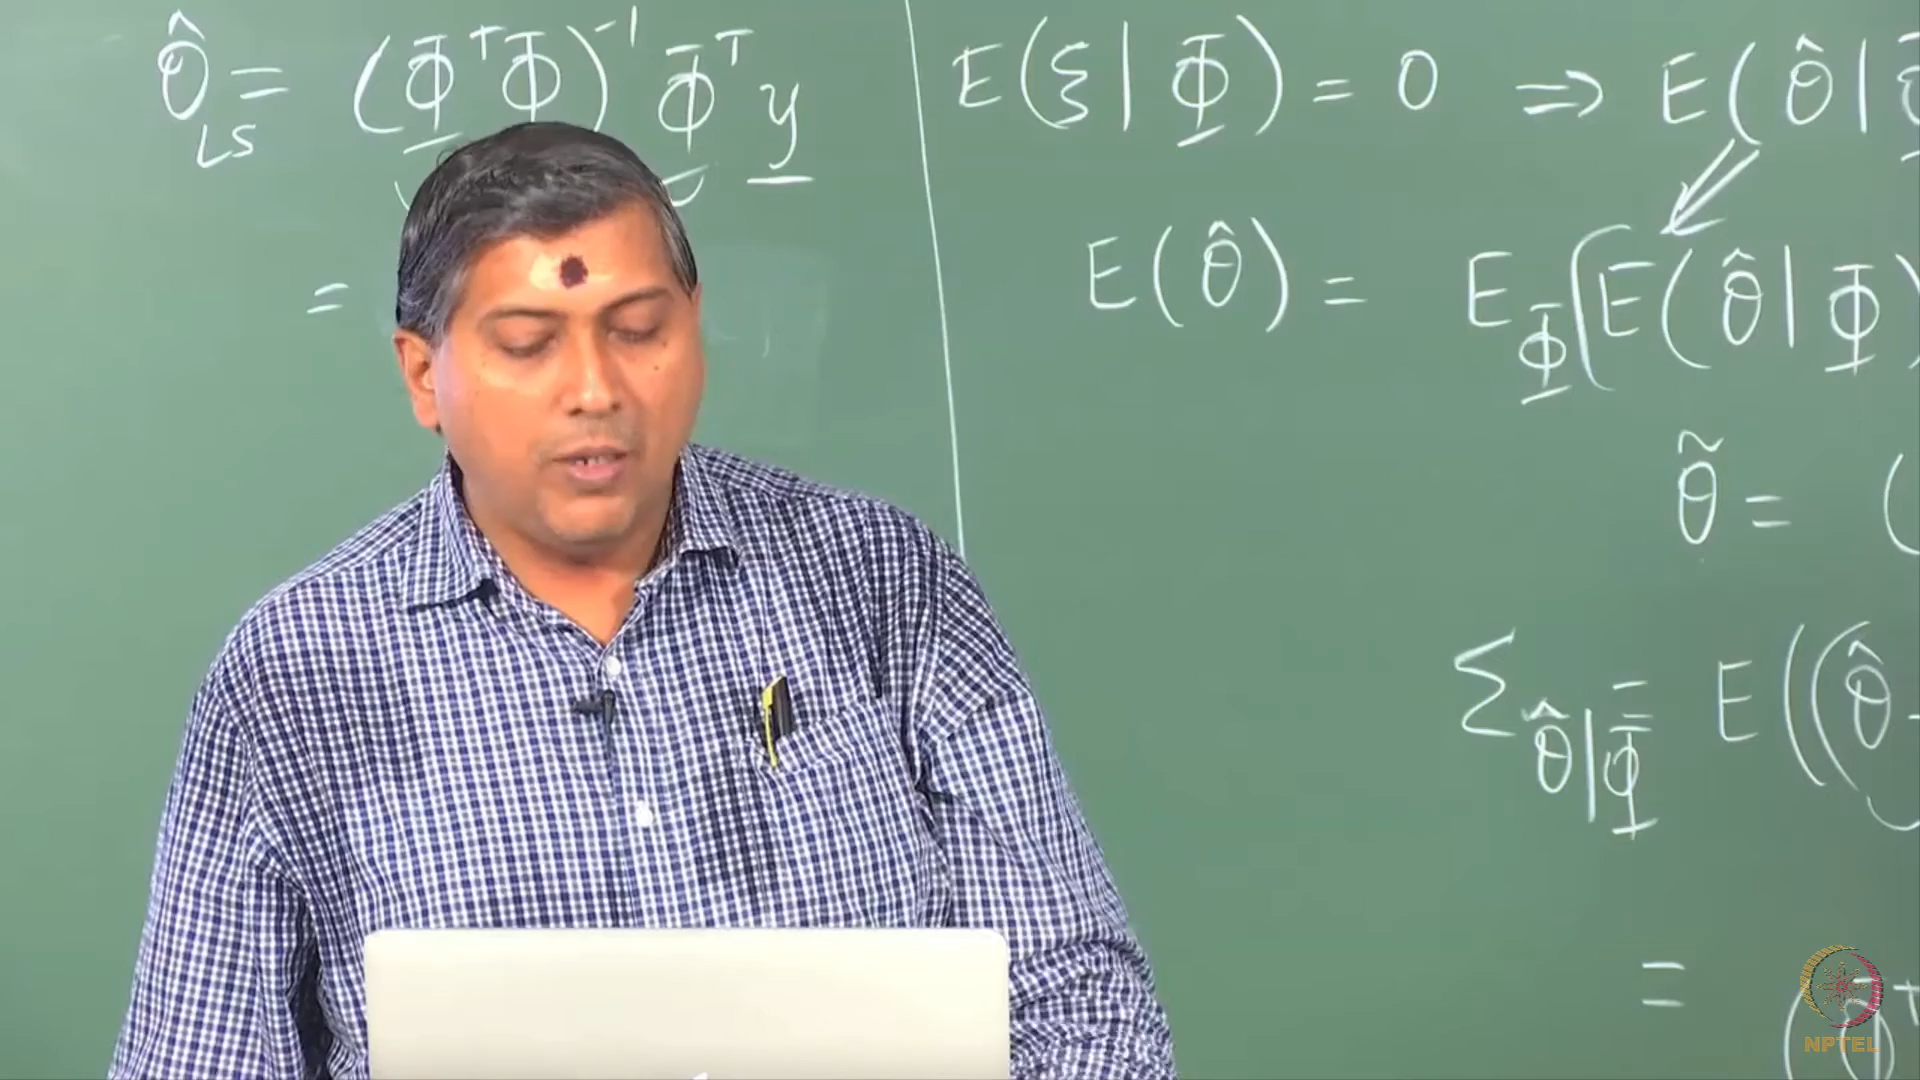 θ̂_LS = (Φ^T Φ)^-1 Φ^T y
=
E(ξ | Φ) = 0 ⇒ E(θ̂ | Φ
E(θ̂) = E_Φ [E(θ̂ | Φ)
θ̃ = (
Σ_θ̂|Φ = E((θ̂ -
= (Φ^T
NPTEL